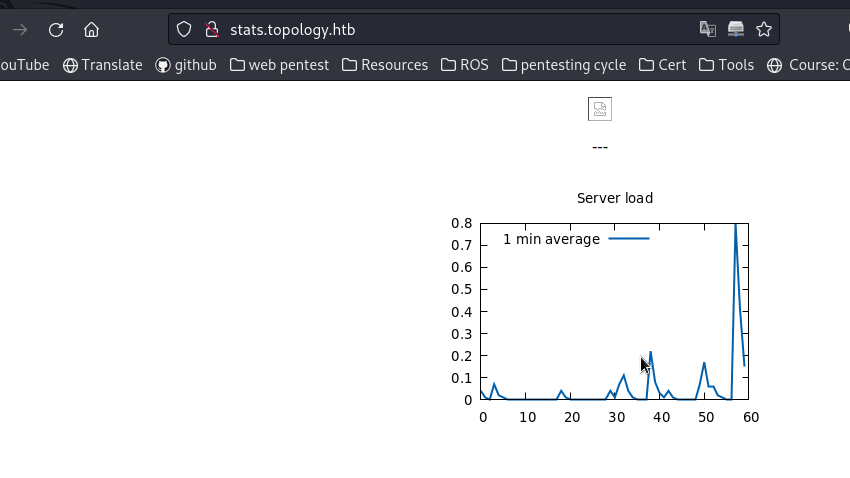 stats.topology.htb
ouTube Translate github web pentest Resources ROS pentesting cycle Cert Tools Course: C
---
Server load
0.8
1 min average
0.7
0.6
0.5
0.4
0.3
0.2
0.1
0
0 10 20 30 40 50 60